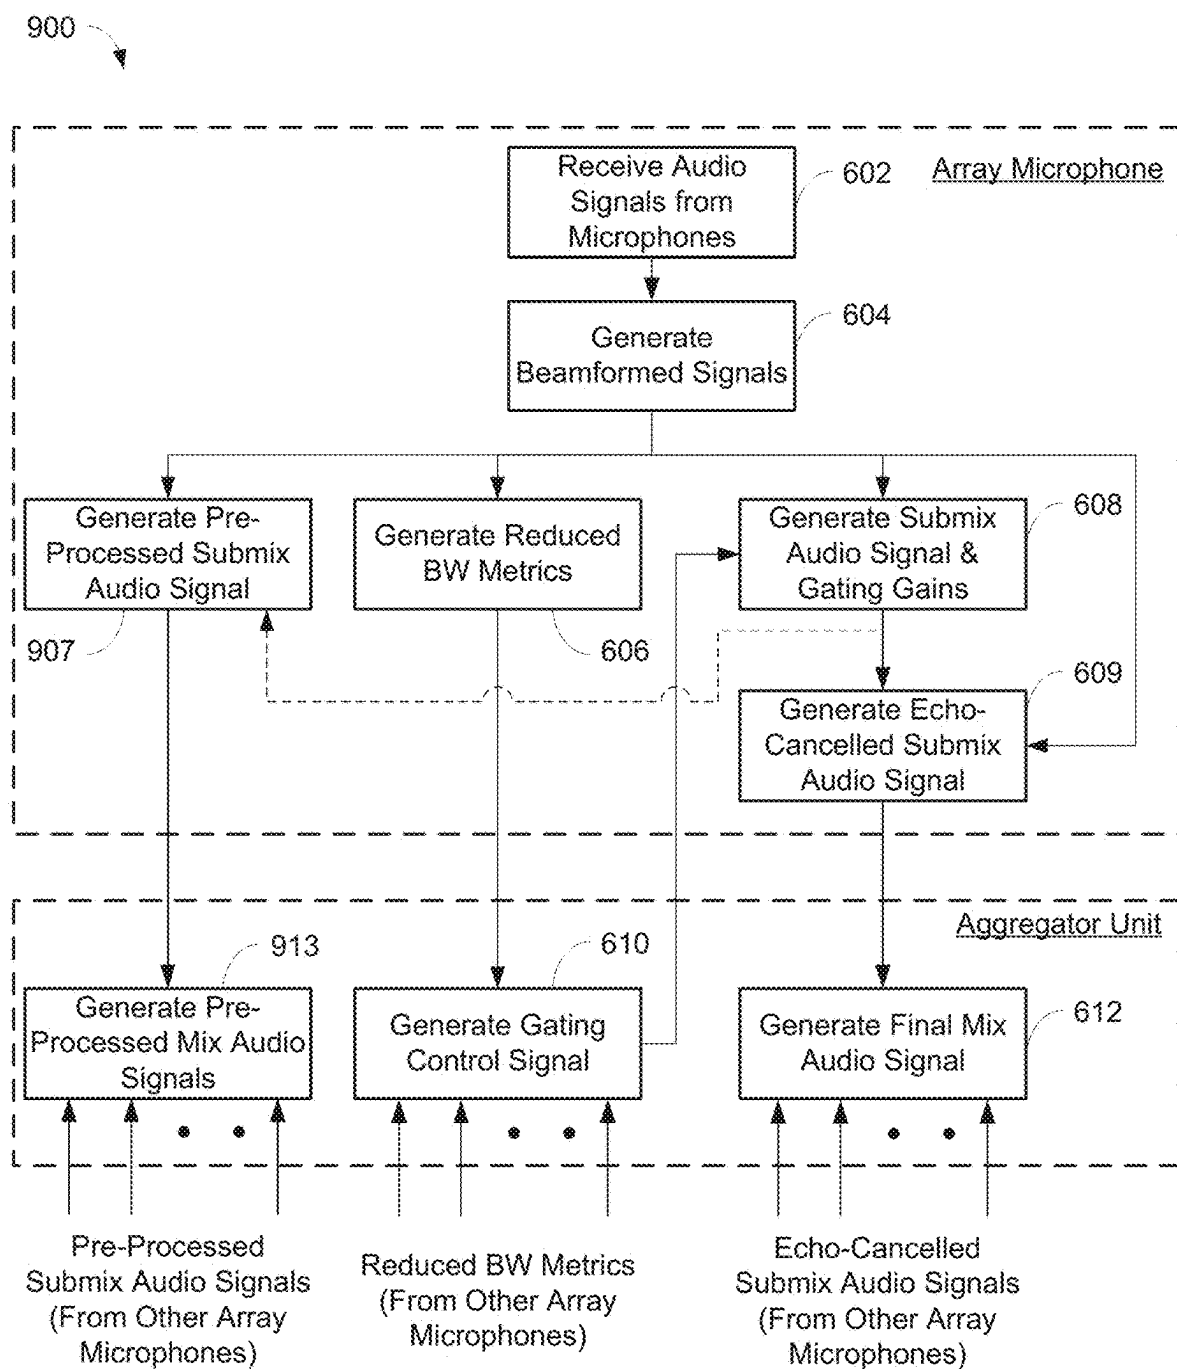 900
Receive Audio
Signals from
Microphones
602
Array Microphone
Generate
Beamformed Signals
604
Generate Pre-
Processed Submix
Audio Signal
907
Generate Reduced
BW Metrics
606
Generate Submix
Audio Signal &
Gating Gains
608
Generate Echo-
Cancelled Submix
Audio Signal
609
Aggregator Unit
Generate Pre-
Processed Mix Audio
Signals
913
Generate Gating
Control Signal
610
Generate Final Mix
Audio Signal
612
Pre-Processed
Submix Audio Signals
(From Other Array
Microphones)
Reduced BW Metrics
(From Other Array
Microphones)
Echo-Cancelled
Submix Audio Signals
(From Other Array
Microphones)